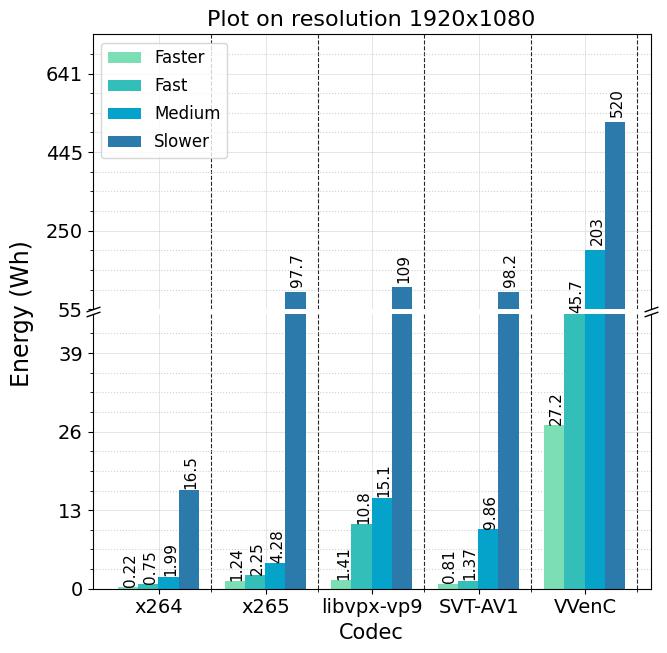 Plot on resolution 1920x1080
Faster
Fast
Medium
Slower
Energy (Wh)
641
445
250
55
39
26
13
0
0.22
0.75
1.99
16.5
1.24
2.25
4.28
97.7
1.41
10.8
15.1
109
0.81
1.37
9.86
98.2
27.2
45.7
203
520
x264
x265
libvpx-vp9
SVT-AV1
VVenC
Codec